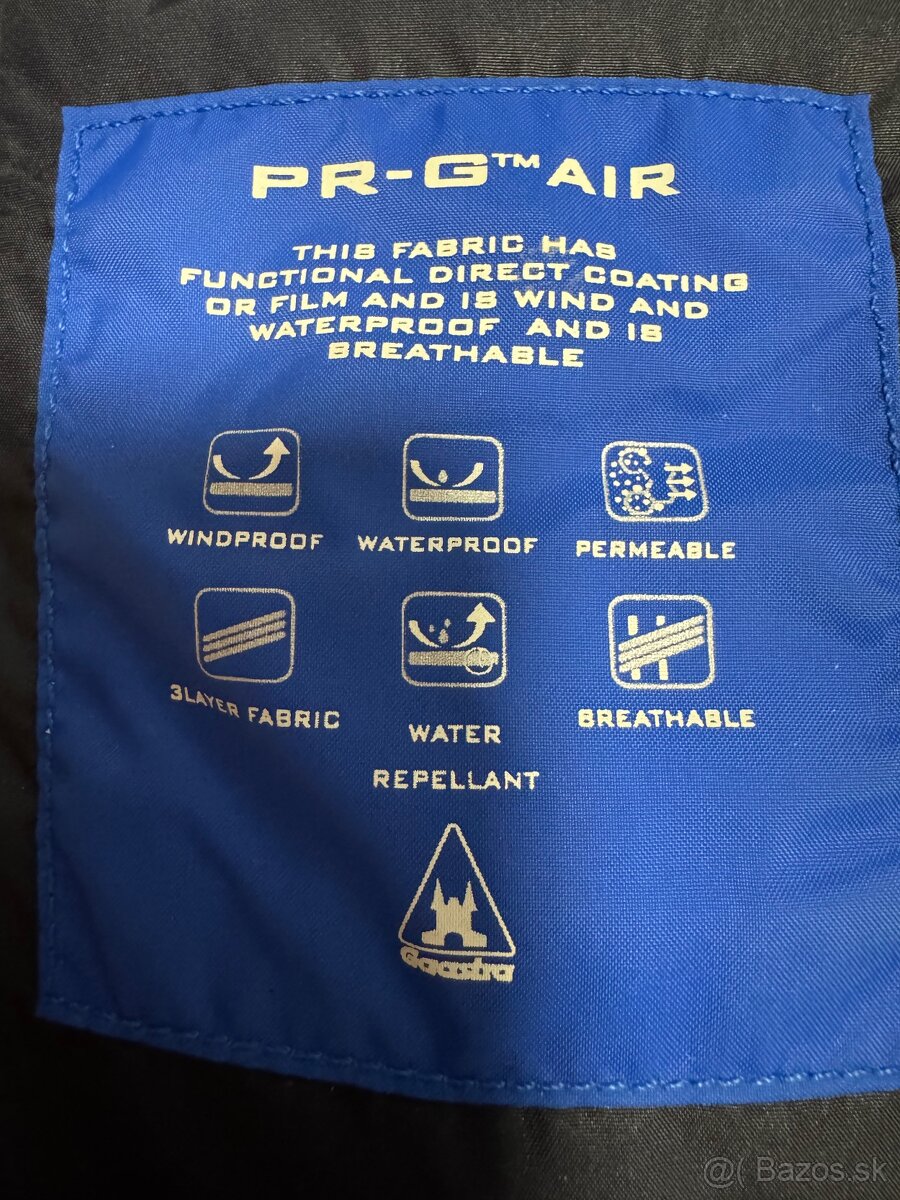 PR-G™ AIR
THIS FABRIC HAS
FUNCTIONAL DIRECT COATING
OR FILM AND IS WIND AND
WATERPROOF AND IS
BREATHABLE
WINDPROOF WATERPROOF PERMEABLE
3LAYER FABRIC WATER REPELLANT BREATHABLE
Gaastra
@( Bazos.sk